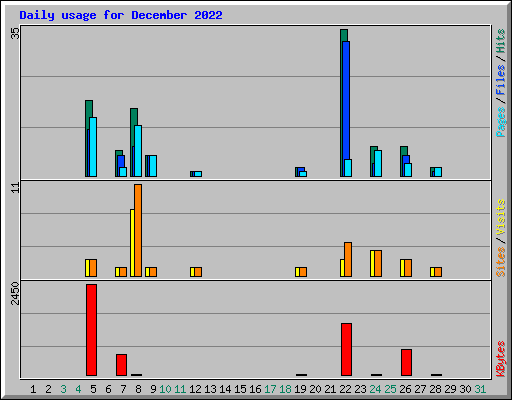 Daily usage for December 2022
35
11
2450
Pages / Files / Hits
Sites / Visits
KBytes
1 2 3 4 5 6 7 8 9 10 11 12 13 14 15 16 17 18 19 20 21 22 23 24 25 26 27 28 29 30 31